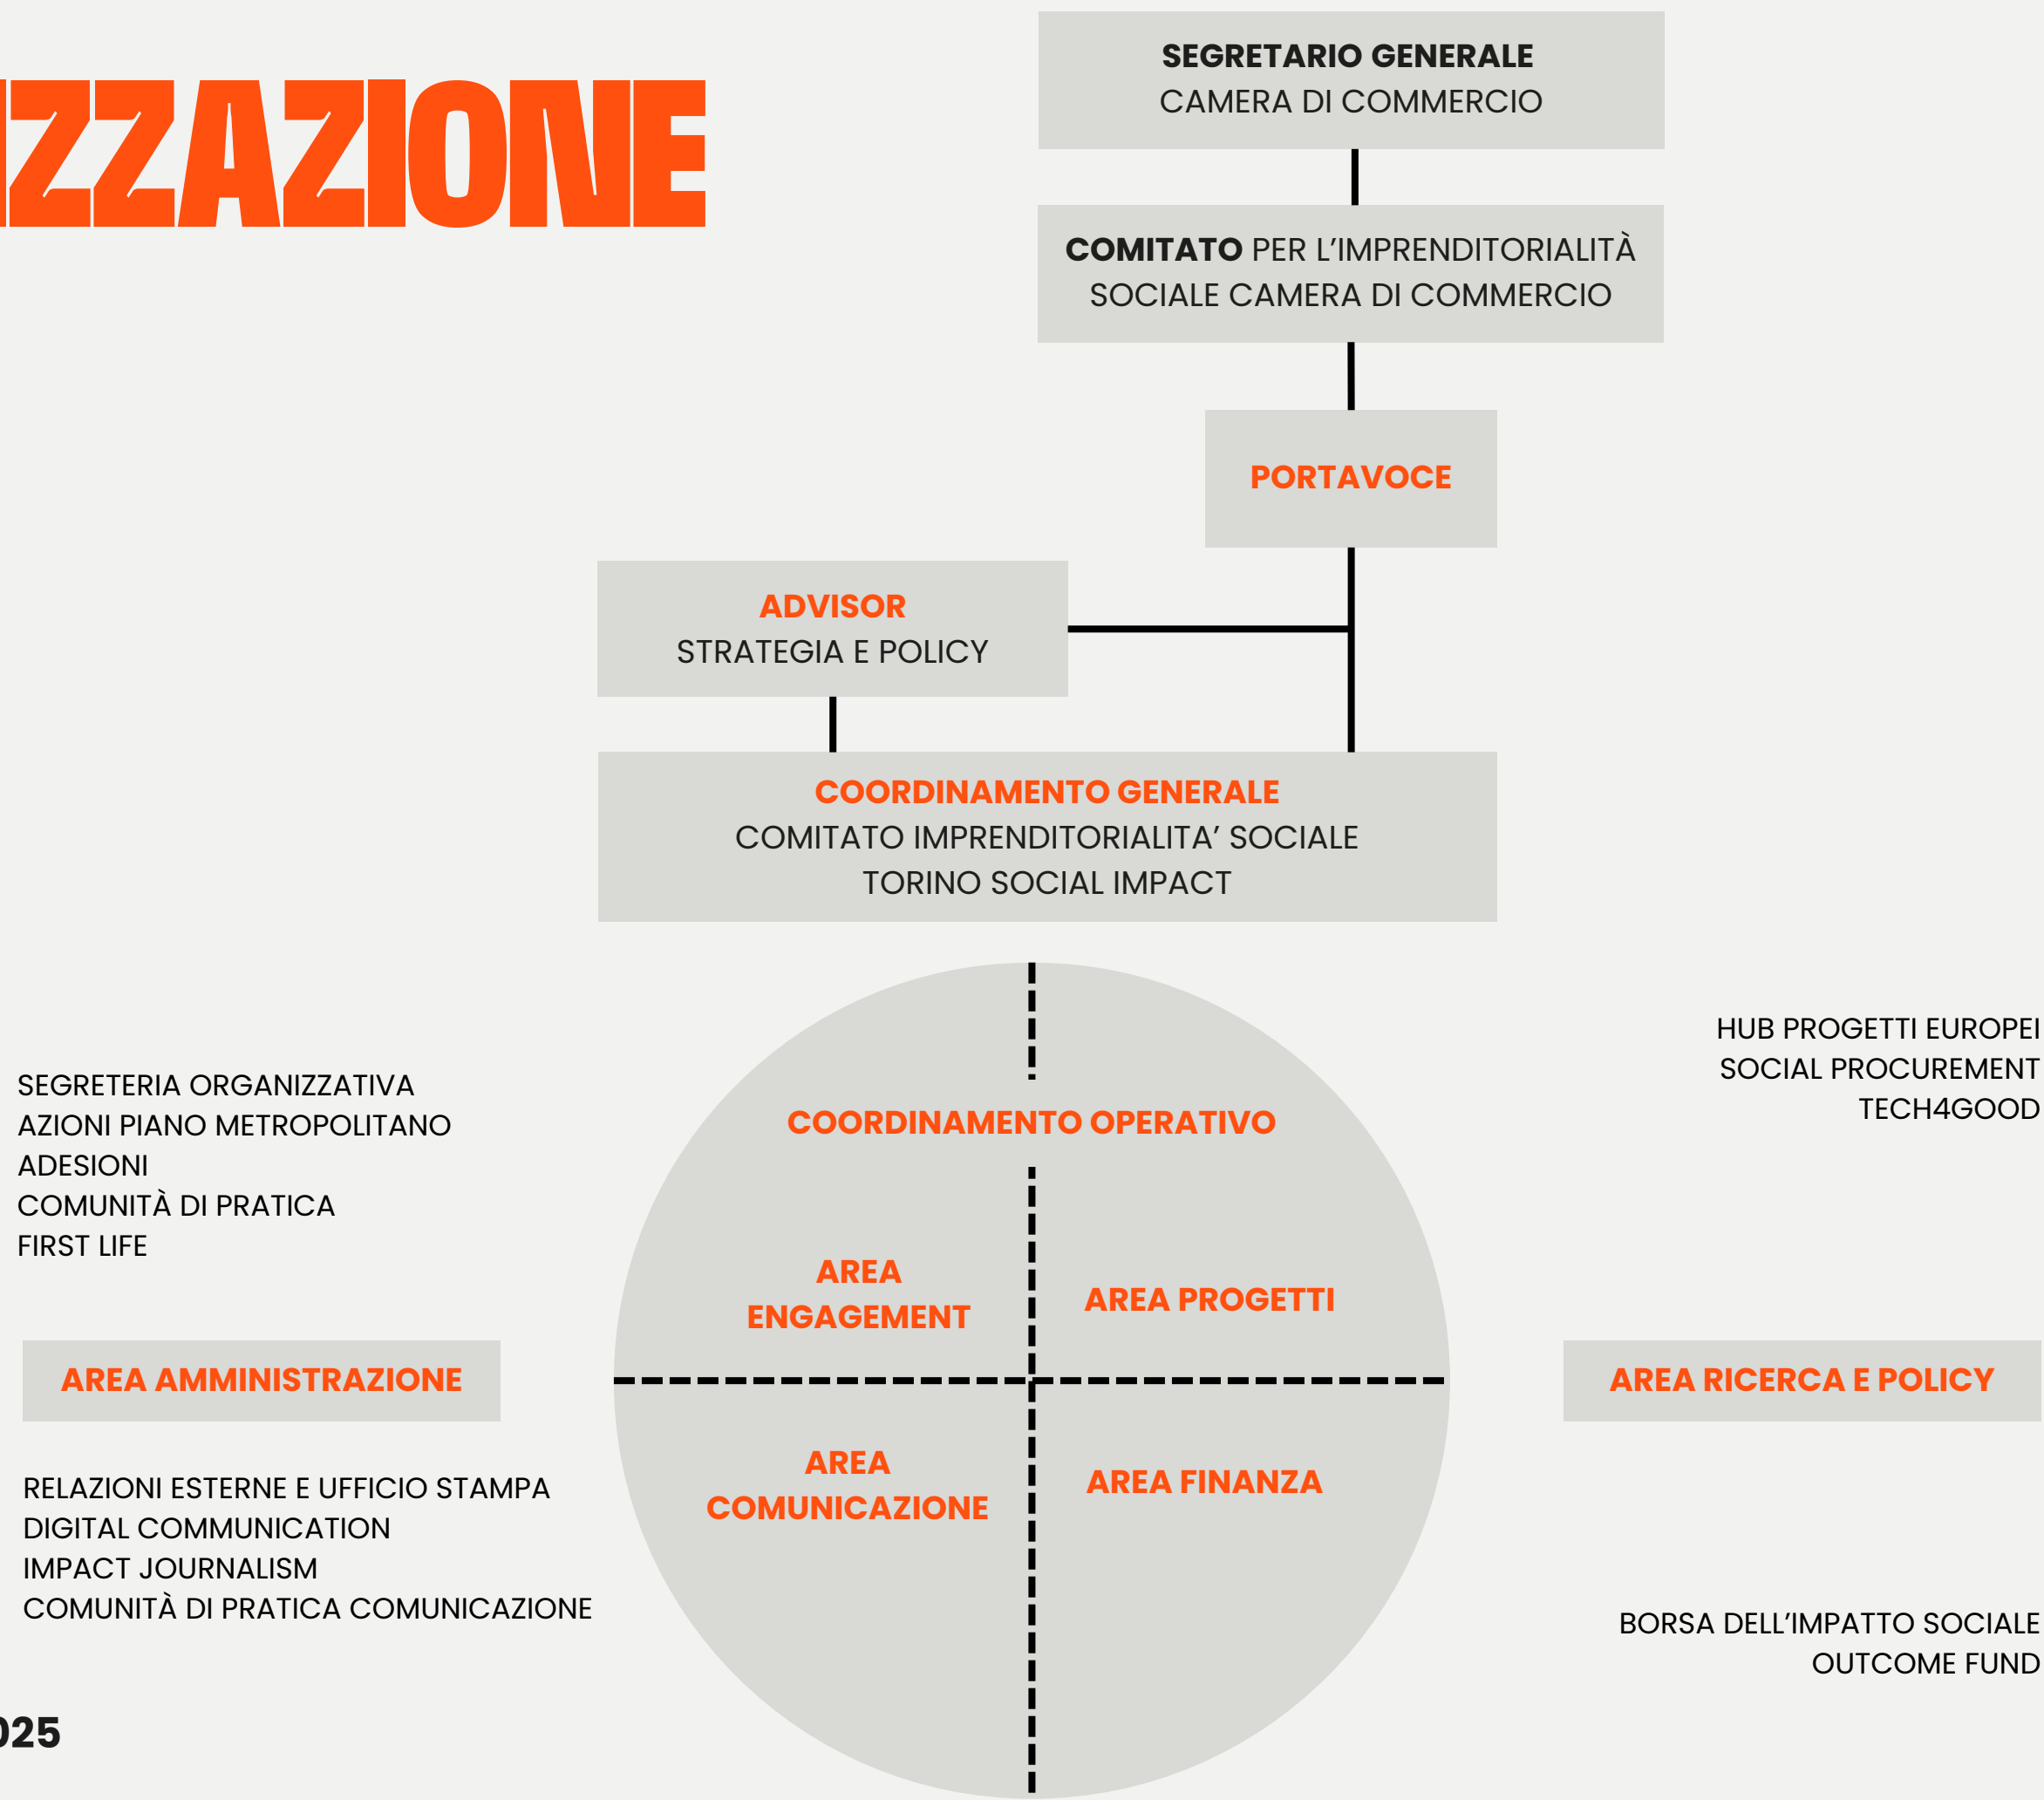 IZZAZIONE
SEGRETARIO GENERALE
CAMERA DI COMMERCIO
COMITATO PER L’IMPRENDITORIALITÀ
SOCIALE CAMERA DI COMMERCIO
PORTAVOCE
ADVISOR
STRATEGIA E POLICY
COORDINAMENTO GENERALE
COMITATO IMPRENDITORIALITA’ SOCIALE
TORINO SOCIAL IMPACT
COORDINAMENTO OPERATIVO
SEGRETERIA ORGANIZZATIVA
AZIONI PIANO METROPOLITANO
ADESIONI
COMUNITÀ DI PRATICA
FIRST LIFE
HUB PROGETTI EUROPEI
SOCIAL PROCUREMENT
TECH4GOOD
AREA
ENGAGEMENT
AREA PROGETTI
AREA AMMINISTRAZIONE
AREA RICERCA E POLICY
AREA
COMUNICAZIONE
AREA FINANZA
RELAZIONI ESTERNE E UFFICIO STAMPA
DIGITAL COMMUNICATION
IMPACT JOURNALISM
COMUNITÀ DI PRATICA COMUNICAZIONE
BORSA DELL’IMPATTO SOCIALE
OUTCOME FUND
025